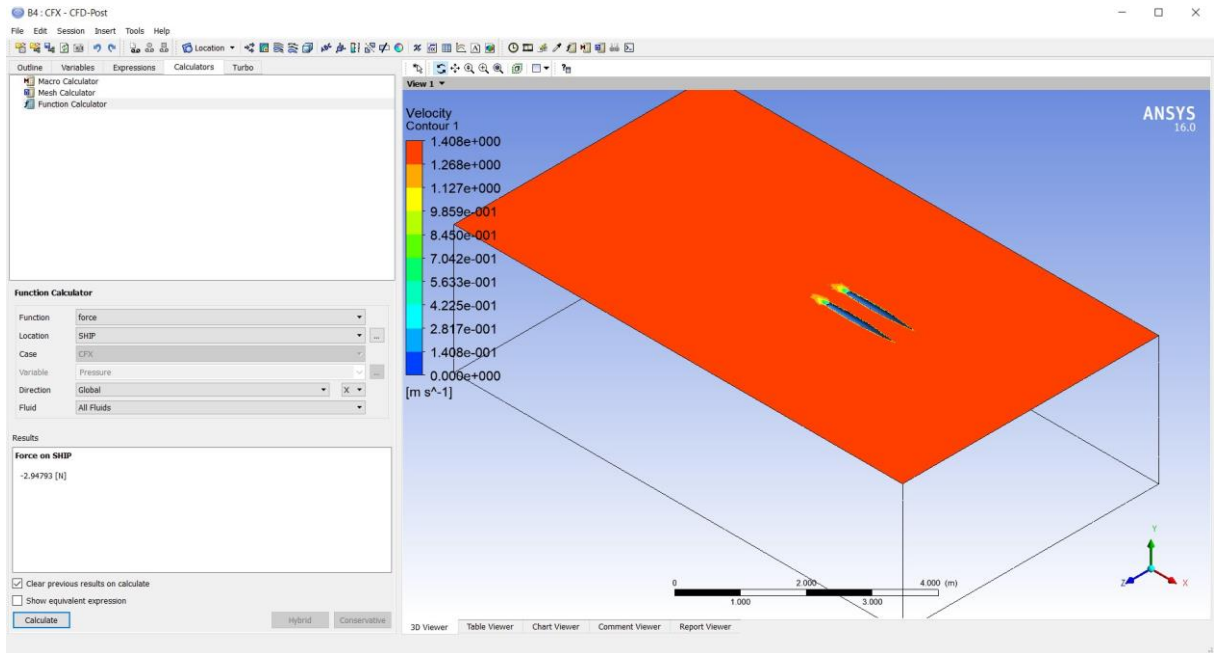 B4 : CFX - CFD-Post
File Edit Session Insert Tools Help
Location
Outline Variables Expressions Calculators Turbo
Macro Calculator
Mesh Calculator
Function Calculator
Function Calculator
Function force
Location SHIP
Case CFX
Variable Pressure
Direction Global X
Fluid All Fluids
Results
Force on SHIP
-2.94793 [N]
Clear previous results on calculate
Show equivalent expression
Calculate Hybrid Conservative
View 1
Velocity
Contour 1
1.408e+000
1.268e+000
1.127e+000
9.859e-001
8.450e-001
7.042e-001
5.633e-001
4.225e-001
2.817e-001
1.408e-001
0.000e+000
[m s^-1]
ANSYS
16.0
0 2.000 4.000 (m)
1.000 3.000
Y
Z X
3D Viewer Table Viewer Chart Viewer Comment Viewer Report Viewer